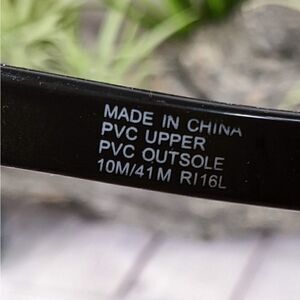 MADE IN CHINA
PVC UPPER
PVC OUTSOLE
10M/41M RI16L